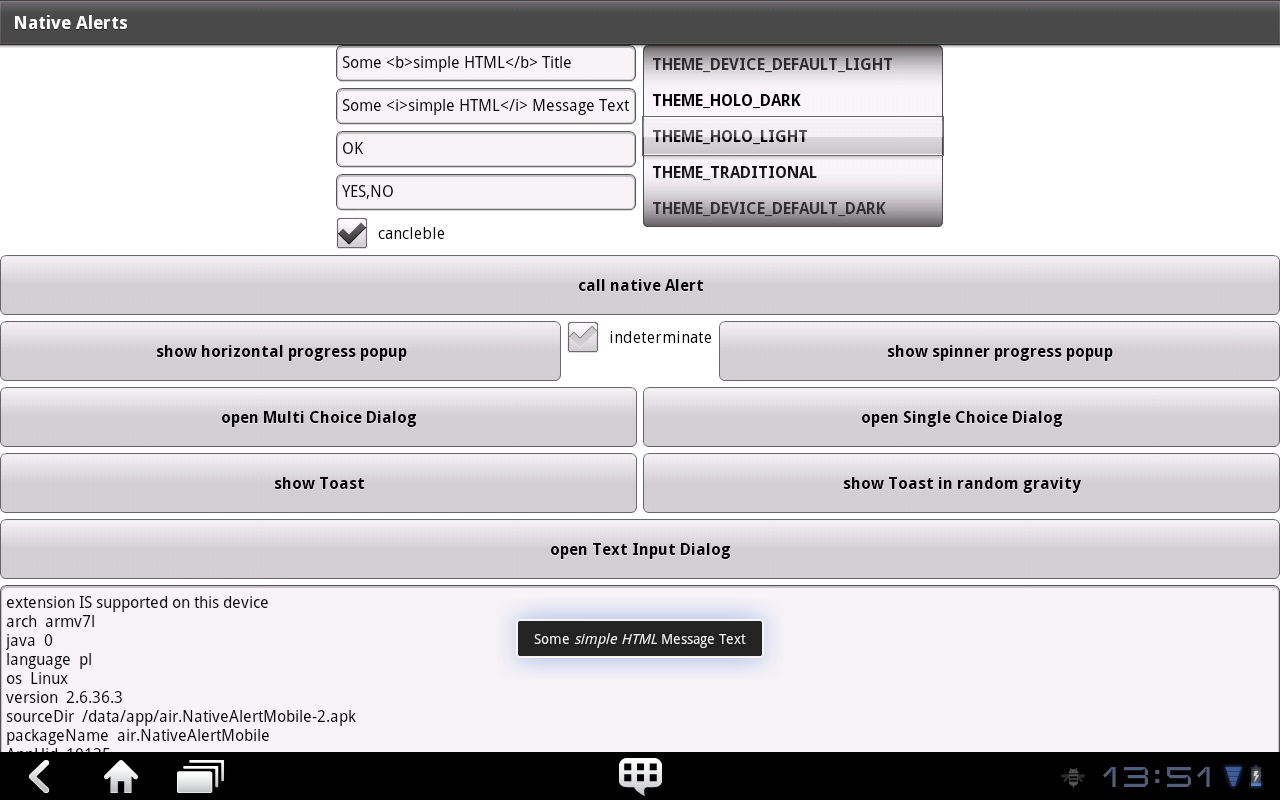 Native Alerts
Some <b>simple HTML</b> Title
Some <i>simple HTML</i> Message Text
OK
YES,NO
cancleble
THEME_DEVICE_DEFAULT_LIGHT
THEME_HOLO_DARK
THEME_HOLO_LIGHT
THEME_TRADITIONAL
THEME_DEVICE_DEFAULT_DARK
call native Alert
show horizontal progress popup
indeterminate
show spinner progress popup
open Multi Choice Dialog
open Single Choice Dialog
show Toast
show Toast in random gravity
open Text Input Dialog
extension IS supported on this device
arch armv7l
java 0
language pl
os Linux
version 2.6.36.3
sourceDir /data/app/air.NativeAlertMobile-2.apk
packageName air.NativeAlertMobile
Some simple HTML Message Text
13:51